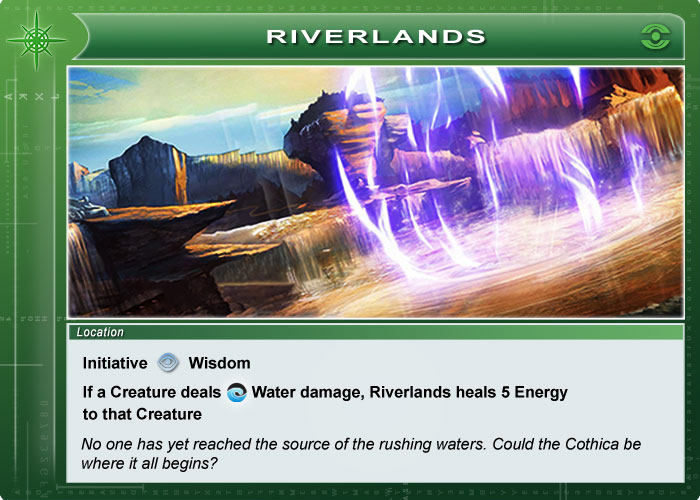 RIVERLANDS
Location
Initiative Wisdom
If a Creature deals Water damage, Riverlands heals 5 Energy
to that Creature
No one has yet reached the source of the rushing waters. Could the Cothica be
where it all begins?